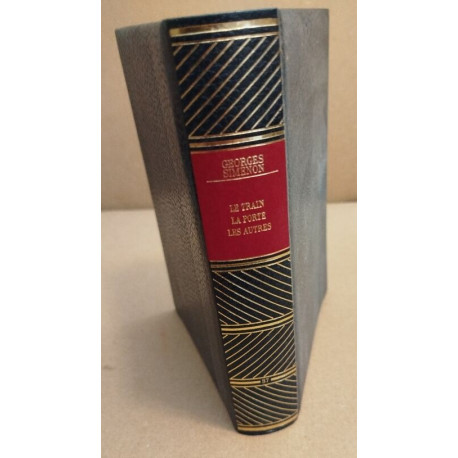 GEORGES
SIMENON
LE TRAIN
LA PORTE
LES AUTRES